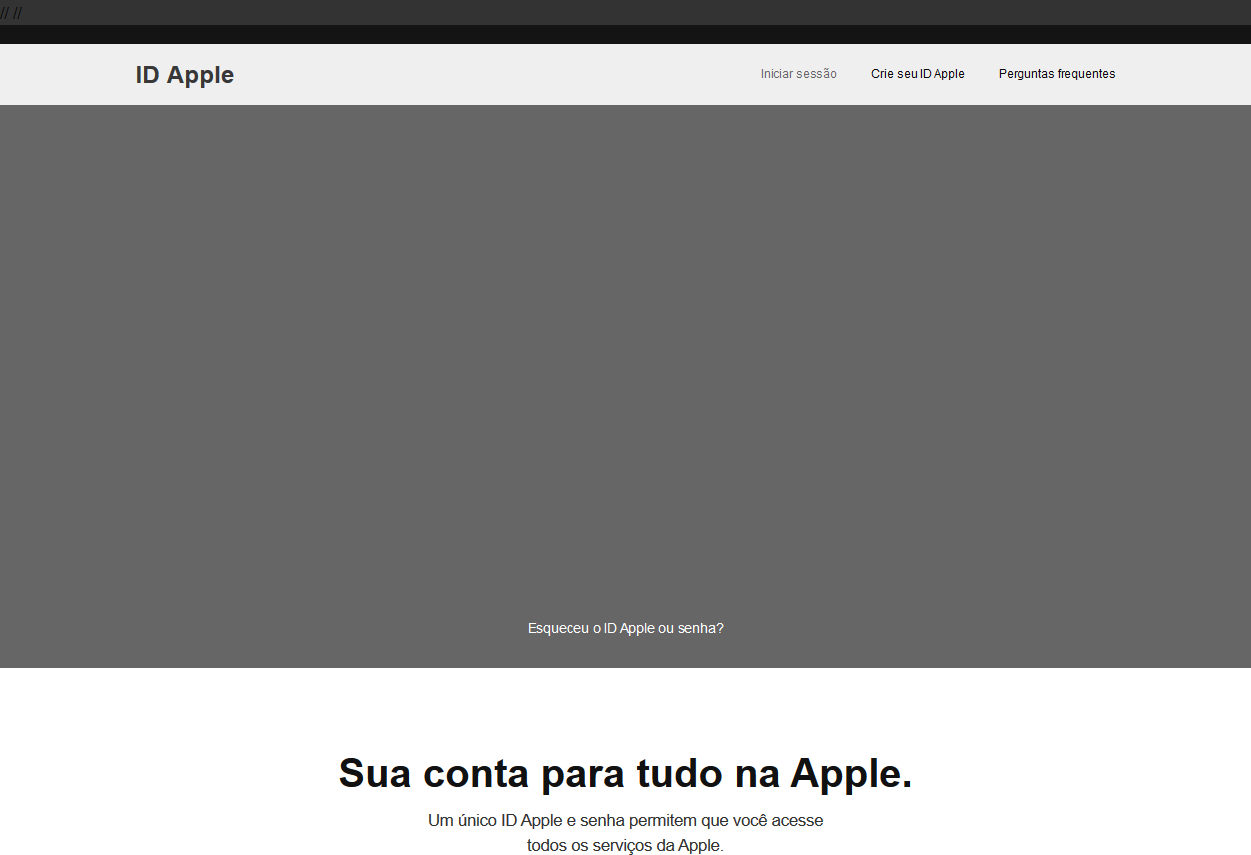 // //
ID Apple
Iniciar sessão
Crie seu ID Apple
Perguntas frequentes
Esqueceu o ID Apple ou senha?
Sua conta para tudo na Apple.
Um único ID Apple e senha permitem que você acesse
todos os serviços da Apple.